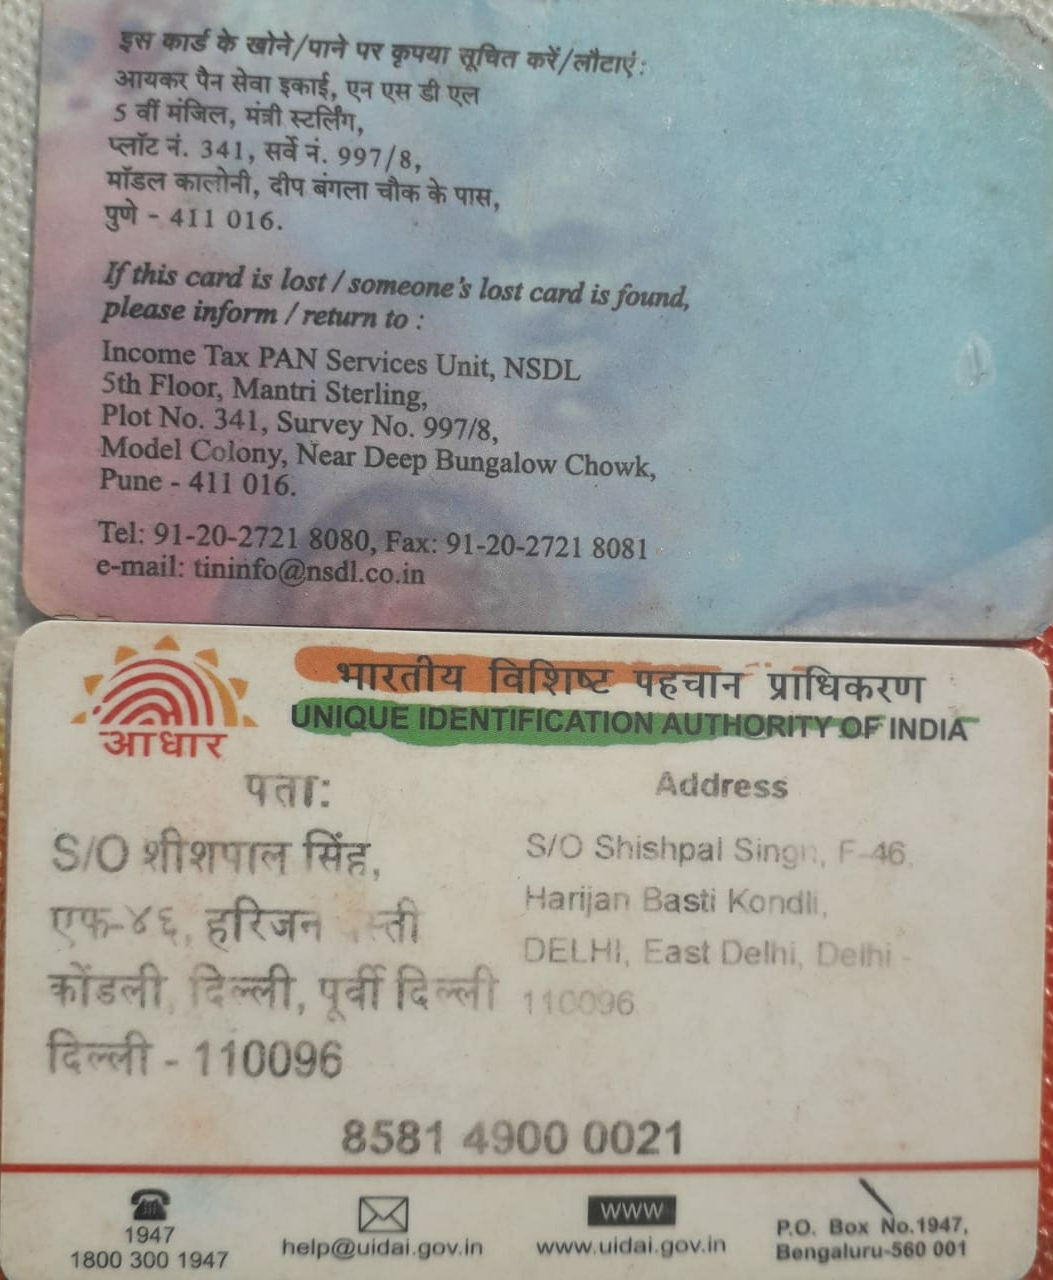 इस कार्ड के खोने/पाने पर कृपया सूचित करें/लौटाएं:
आयकर पैन सेवा इकाई, एन एस डी एल
5 वीं मंजिल, मंत्री स्टर्लिंग,
प्लॉट नं. 341, सर्वे नं. 997/8,
मॉडल कालोनी, दीप बंगला चौक के पास,
पुणे - 411 016.
If this card is lost / someone's lost card is found,
please inform / return to :
Income Tax PAN Services Unit, NSDL
5th Floor, Mantri Sterling,
Plot No. 341, Survey No. 997/8,
Model Colony, Near Deep Bungalow Chowk,
Pune - 411 016.
Tel: 91-20-2721 8080, Fax: 91-20-2721 8081
e-mail: tininfo@nsdl.co.in
भारतीय विशिष्ट पहचान प्राधिकरण
UNIQUE IDENTIFICATION AUTHORITY OF INDIA
आधार
पता:
S/O शीशपाल सिंह,
एफ-४६, हरिजन
कोंडली, दिल्ली, पूर्वी दिल्ली
दिल्ली - 110096
Address
S/O Shishpal Singh, F-46,
Harijan Basti Kondli,
DELHI, East Delhi, Delhi -
110096
8581 4900 0021
1947
1800 300 1947
help@uidai.gov.in
WWW
www.uidai.gov.in
P.O. Box No.1947,
Bengaluru-560 001